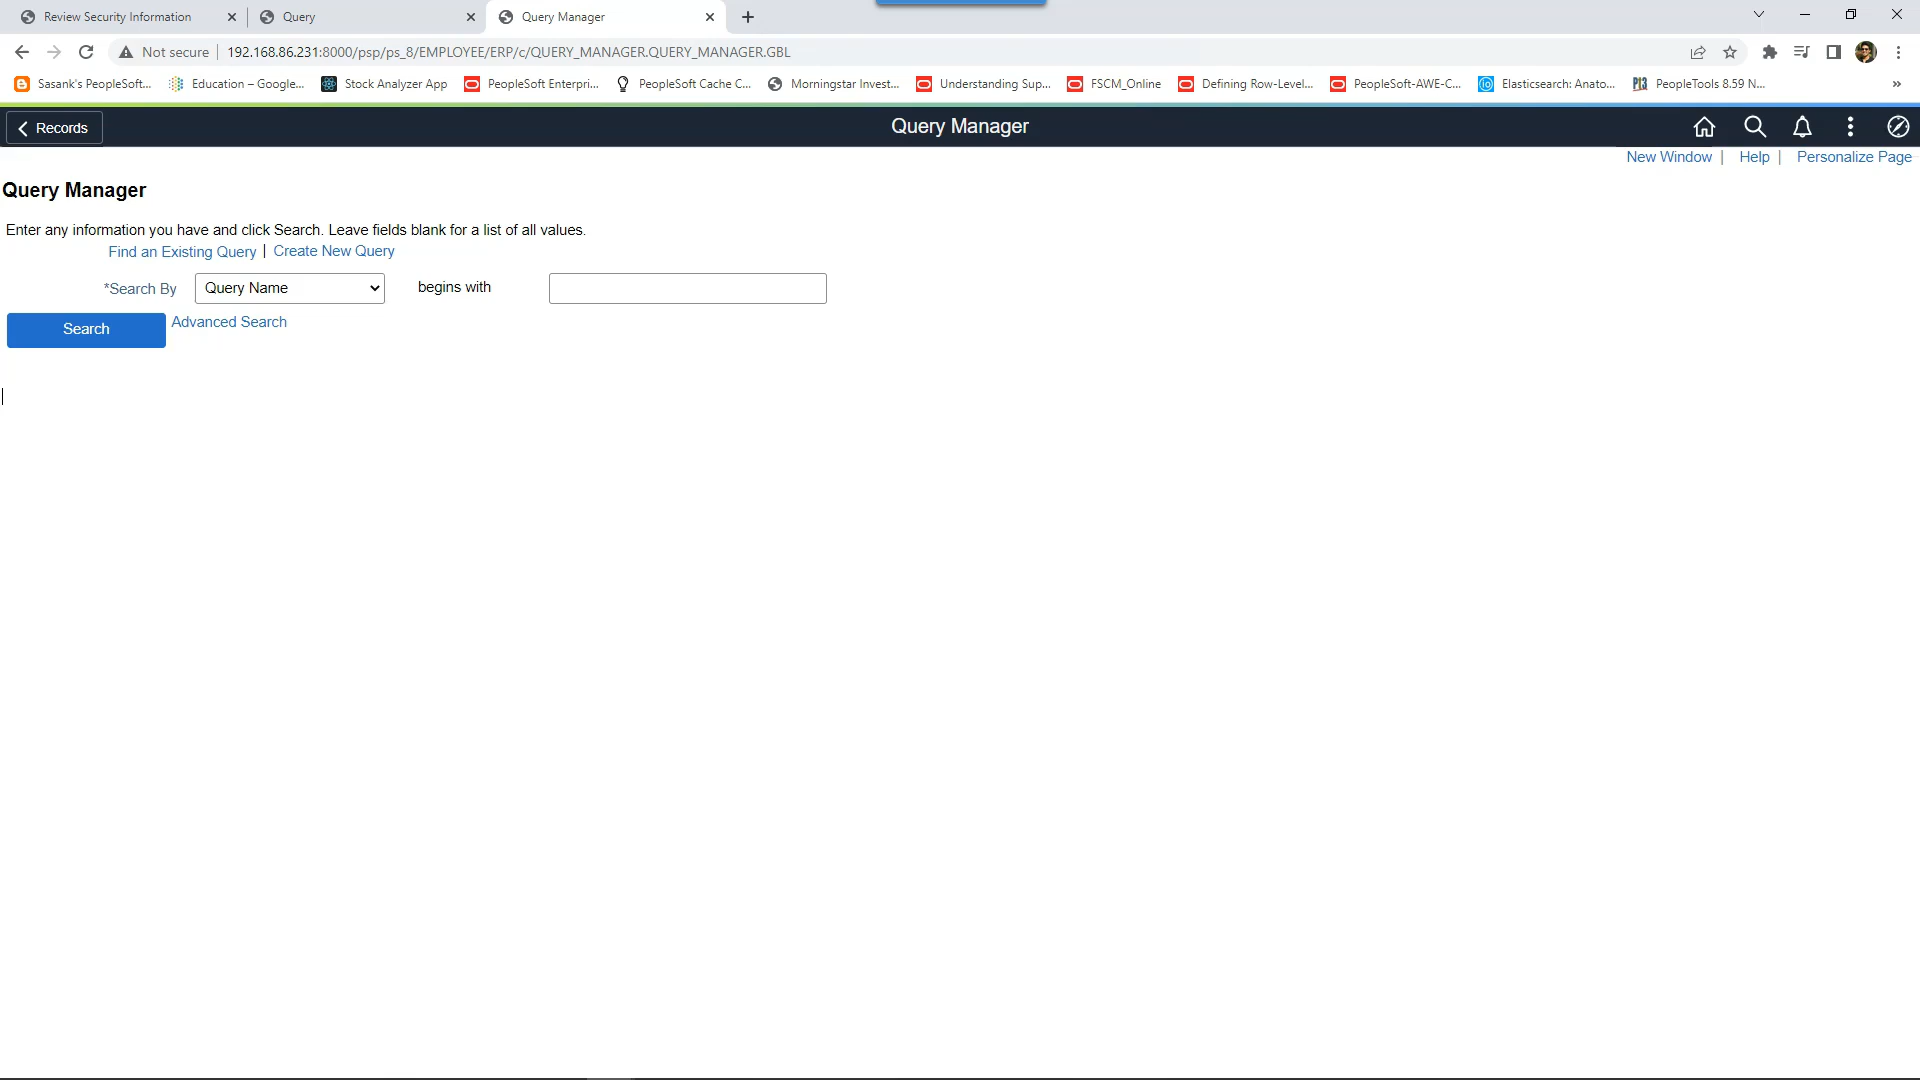 Review Security Information
Query
Query Manager
Not secure
192.168.86.231:8000/psp/ps_8/EMPLOYEE/ERP/c/QUERY_MANAGER.QUERY_MANAGER.GBL
Sasank's PeopleSoft...
Education – Google...
Stock Analyzer App
PeopleSoft Enterpri...
PeopleSoft Cache C...
Morningstar Invest...
Understanding Sup...
FSCM_Online
Defining Row-Level...
PeopleSoft-AWE-C...
Elasticsearch: Anato...
PeopleTools 8.59 N...
Records
Query Manager
New Window | Help | Personalize Page
Query Manager
Enter any information you have and click Search. Leave fields blank for a list of all values.
Find an Existing Query | Create New Query
*Search By Query Name begins with
Search Advanced Search